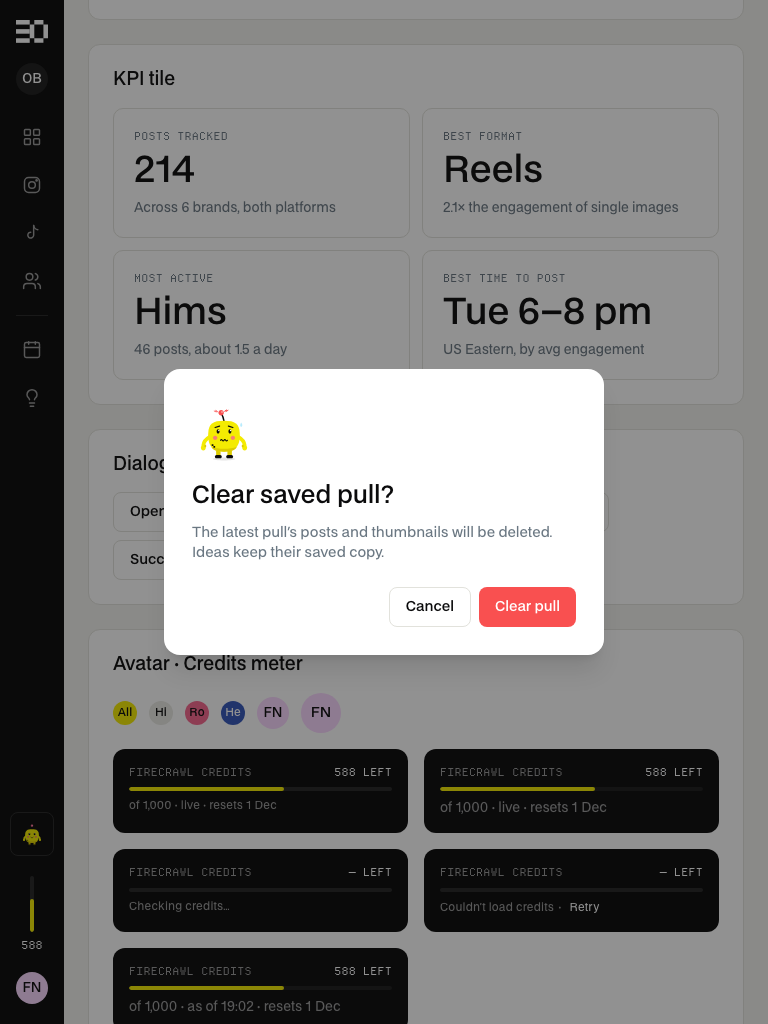 OB
KPI tile
POSTS TRACKED
214
Across 6 brands, both platforms
BEST FORMAT
Reels
2.1× the engagement of single images
MOST ACTIVE
Hims
46 posts, about 1.5 a day
BEST TIME TO POST
Tue 6–8 pm
US Eastern, by avg engagement
Clear saved pull?
The latest pull's posts and thumbnails will be deleted.
Ideas keep their saved copy.
Cancel
Clear pull
Avatar · Credits meter
All
Hi
Ro
He
FN
FN
FIRECRAWL CREDITS
588 LEFT
of 1,000 · live · resets 1 Dec
FIRECRAWL CREDITS
588 LEFT
of 1,000 · live · resets 1 Dec
FIRECRAWL CREDITS
— LEFT
Checking credits…
FIRECRAWL CREDITS
— LEFT
Couldn't load credits · Retry
FIRECRAWL CREDITS
588 LEFT
of 1,000 · as of 19:02 · resets 1 Dec
588
FN